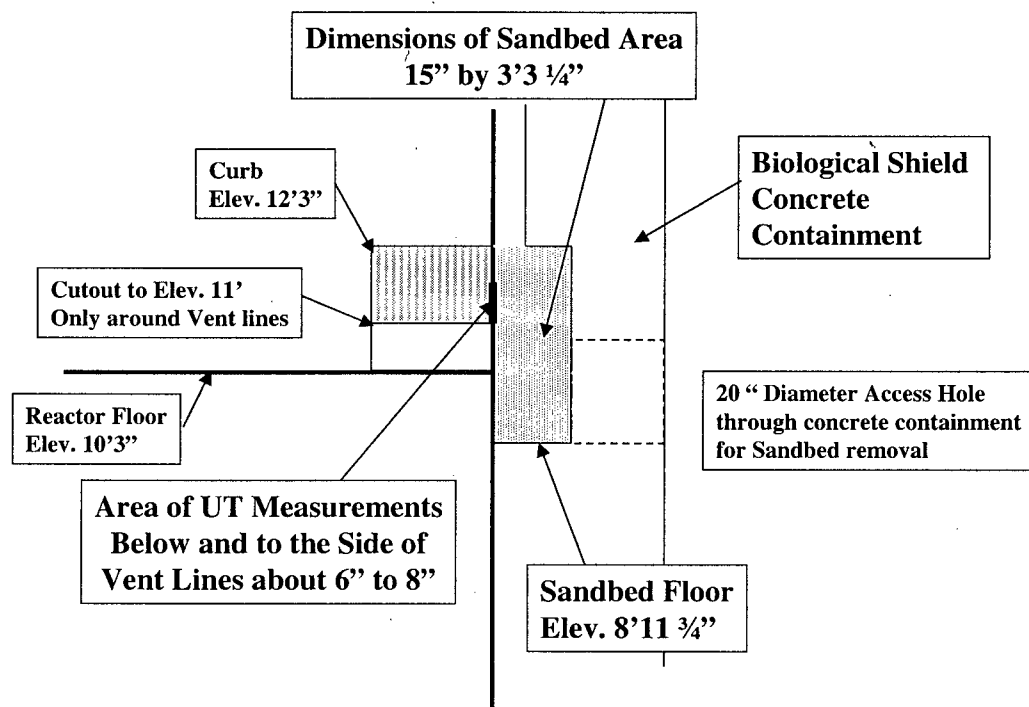 Dimensions of Sandbed Area
15” by 3’3 ¼”
Curb
Elev. 12’3”
Biological Shield
Concrete
Containment
Cutout to Elev. 11’
Only around Vent lines
Reactor Floor
Elev. 10’3”
20 “ Diameter Access Hole
through concrete containment
for Sandbed removal
Area of UT Measurements
Below and to the Side of
Vent Lines about 6” to 8”
Sandbed Floor
Elev. 8’11 ¾”